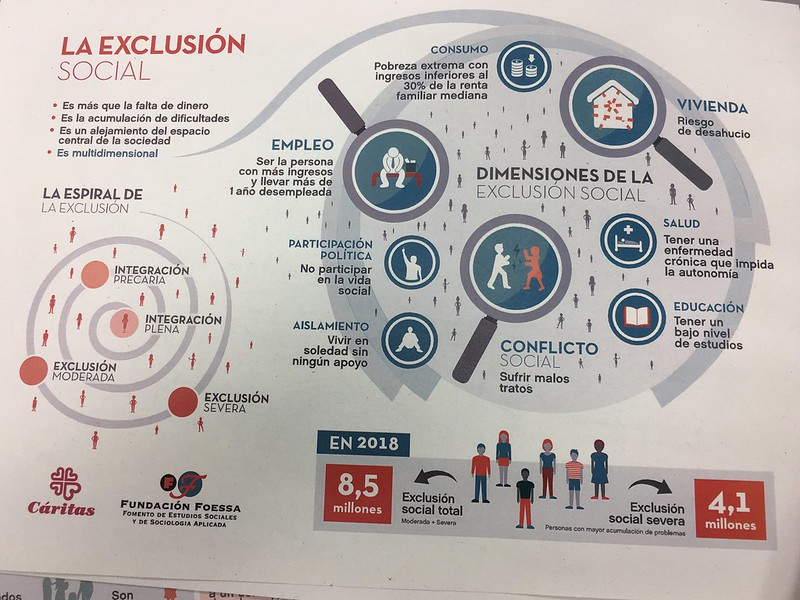 LA EXCLUSIÓN
SOCIAL
• Es más que la falta de dinero
• Es la acumulación de dificultades
• Es un alejamiento del espacio
central de la sociedad
• Es multidimensional
LA ESPIRAL DE
LA EXCLUSIÓN
INTEGRACIÓN
PRECARIA
INTEGRACIÓN
PLENA
EXCLUSIÓN
MODERADA
EXCLUSIÓN
SEVERA
CONSUMO
Pobreza extrema con
ingresos inferiores al
30% de la renta
familiar mediana
VIVIENDA
Riesgo
de desahucio
EMPLEO
Ser la persona
con más ingresos
y llevar más de
1 año desempleada
DIMENSIONES DE LA
EXCLUSIÓN SOCIAL
SALUD
Tener una
enfermedad
crónica que impida
la autonomía
PARTICIPACIÓN
POLÍTICA
No participar
en la vida
social
EDUCACIÓN
Tener un
bajo nivel
de estudios
AISLAMIENTO
Vivir en
soledad sin
ningún apoyo
CONFLICTO
SOCIAL
Sufrir malos
tratos
EN 2018
8,5
millones
Exclusión
social total
Moderada + Severa
Exclusión
social severa
Personas con mayor acumulación de problemas
4,1
millones
Cáritas
FF
FUNDACIÓN FOESSA
FOMENTO DE ESTUDIOS SOCIALES
Y DE SOCIOLOGIA APLICADA
Son